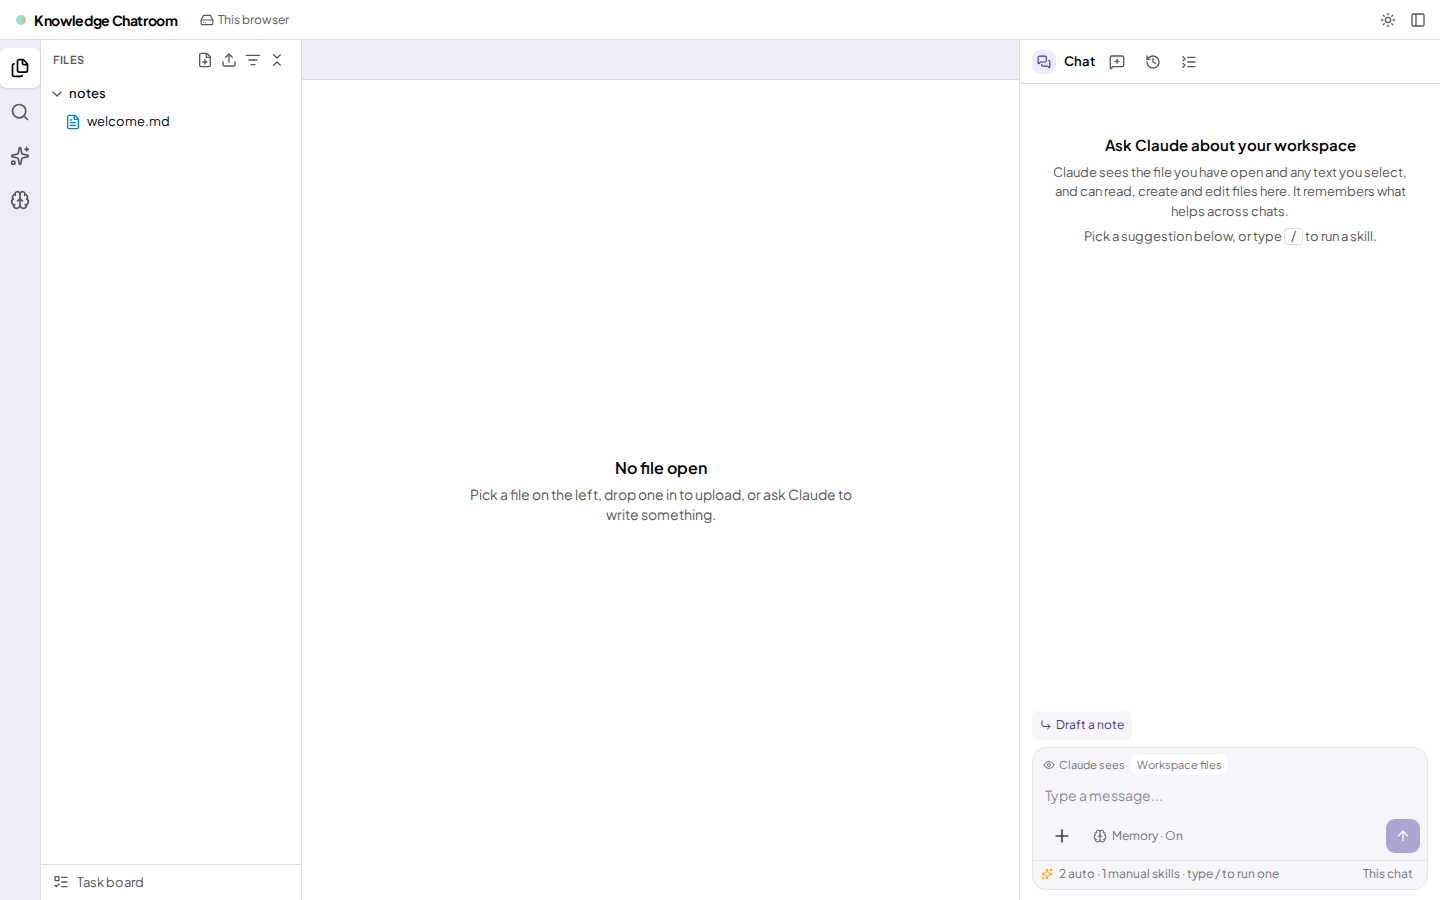 Knowledge Chatroom
This browser
FILES
notes
welcome.md
Task board
No file open
Pick a file on the left, drop one in to upload, or ask Claude to
write something.
Chat
Ask Claude about your workspace
Claude sees the file you have open and any text you select,
and can read, create and edit files here. It remembers what
helps across chats.
Pick a suggestion below, or type / to run a skill.
Draft a note
Claude sees Workspace files
Type a message...
Memory · On
2 auto · 1 manual skills · type / to run one
This chat